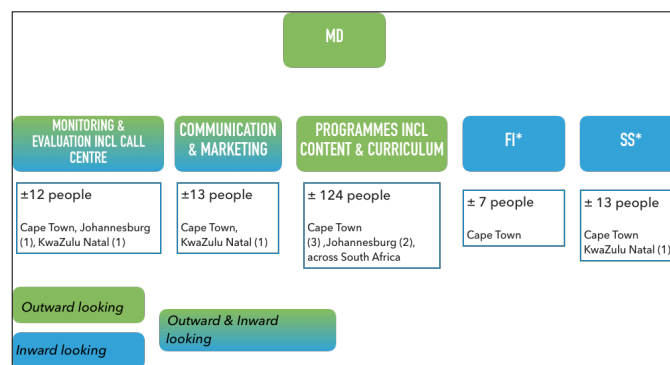 MD
MONITORING &
EVALUATION INCL CALL
CENTRE
COMMUNICATION
& MARKETING
PROGRAMMES INCL
CONTENT & CURRICULUM
FI*
SS*
±12 people
Cape Town, Johannesburg
(1), KwaZulu Natal (1)
±13 people
Cape Town,
KwaZulu Natal (1)
± 124 people
Cape Town
(3) ,Johannesburg (2),
across South Africa
± 7 people
Cape Town
± 13 people
Cape Town
KwaZulu Natal (1)
Outward looking
Outward & Inward
looking
Inward looking